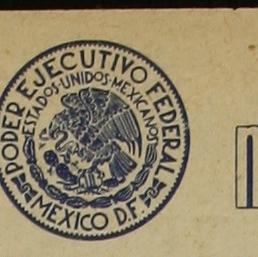 PODER EJECUTIVO FEDERAL
ESTADOS·UNIDOS·MEXICANOS
MEXICO D.F.